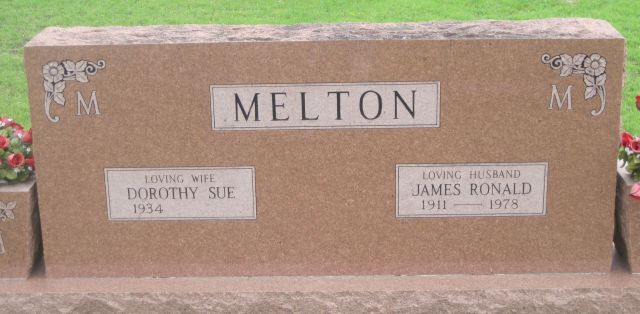 M
MELTON
M
LOVING WIFE
DOROTHY SUE
1934
LOVING HUSBAND
JAMES RONALD
1911 — 1978